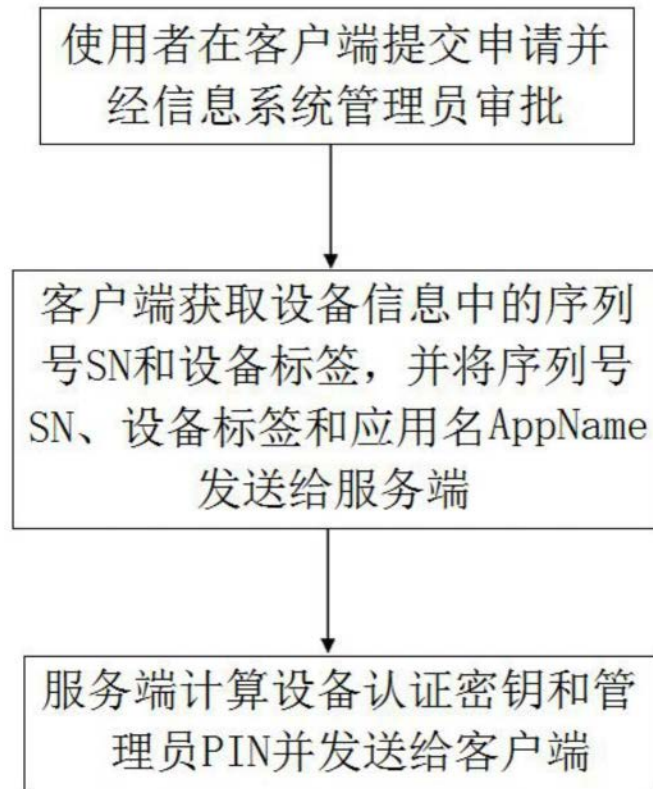 使用者在客户端提交申请并
经信息系统管理员审批
客户端获取设备信息中的序列
号SN和设备标签，并将序列号
SN、设备标签和应用名AppName
发送给服务端
服务端计算设备认证密钥和管
理员PIN并发送给客户端